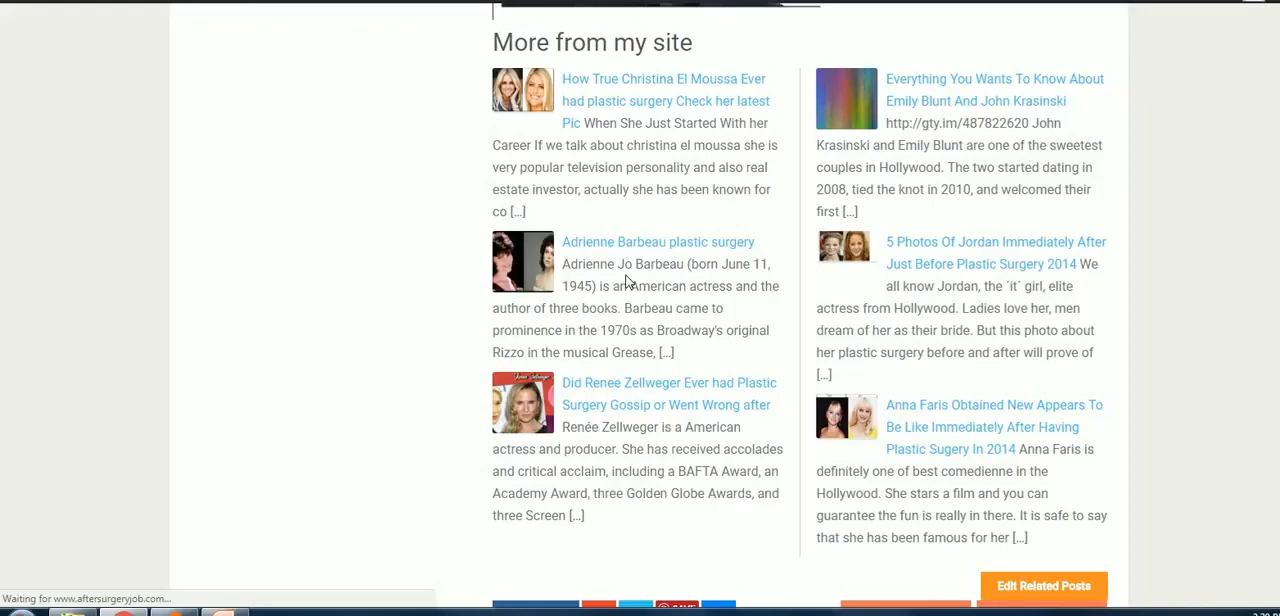 More from my site
How True Christina El Moussa Ever
had plastic surgery Check her latest
Pic When She Just Started With her
Career If we talk about christina el moussa she is
very popular television personality and also real
estate investor, actually she has been known for
co [...]
Adrienne Barbeau plastic surgery
Adrienne Jo Barbeau (born June 11,
1945) is an American actress and the
author of three books. Barbeau came to
prominence in the 1970s as Broadway's original
Rizzo in the musical Grease, [...]
Did Renee Zellweger Ever had Plastic
Surgery Gossip or Went Wrong after
Renée Zellweger is a American
actress and producer. She has received accolades
and critical acclaim, including a BAFTA Award, an
Academy Award, three Golden Globe Awards, and
three Screen [...]
Everything You Wants To Know About
Emily Blunt And John Krasinski
http://gty.im/487822620 John
Krasinski and Emily Blunt are one of the sweetest
couples in Hollywood. The two started dating in
2008, tied the knot in 2010, and welcomed their
first [...]
5 Photos Of Jordan Immediately After
Just Before Plastic Surgery 2014 We
all know Jordan, the ´it´ girl, elite
actress from Hollywood. Ladies love her, men
dream of her as their bride. But this photo about
her plastic surgery before and after will prove of
[...]
Anna Faris Obtained New Appears To
Be Like Immediately After Having
Plastic Sugery In 2014 Anna Faris is
definitely one of best comedienne in the
Hollywood. She stars a film and you can
guarantee the fun is really in there. It is safe to say
that she has been famous for her [...]
Edit Related Posts
Waiting for www.aftersurgeryjob.com...